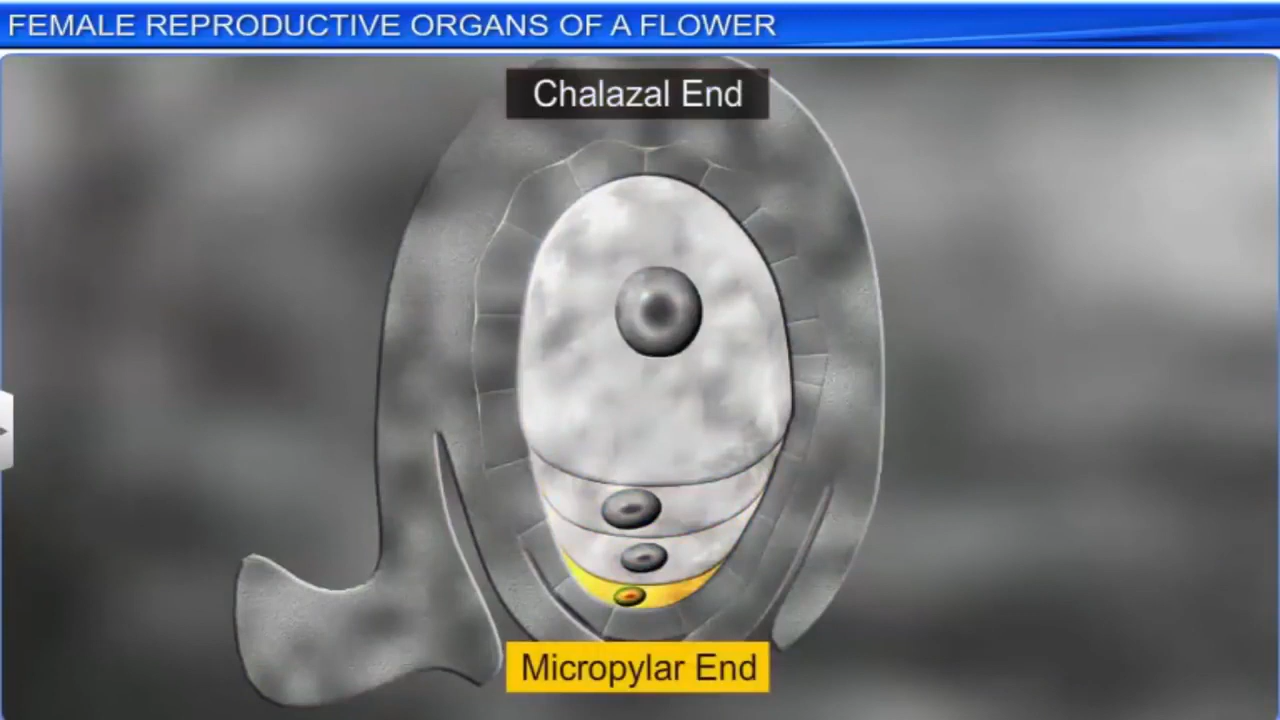 FEMALE REPRODUCTIVE ORGANS OF A FLOWER
Chalazal End
Micropylar End